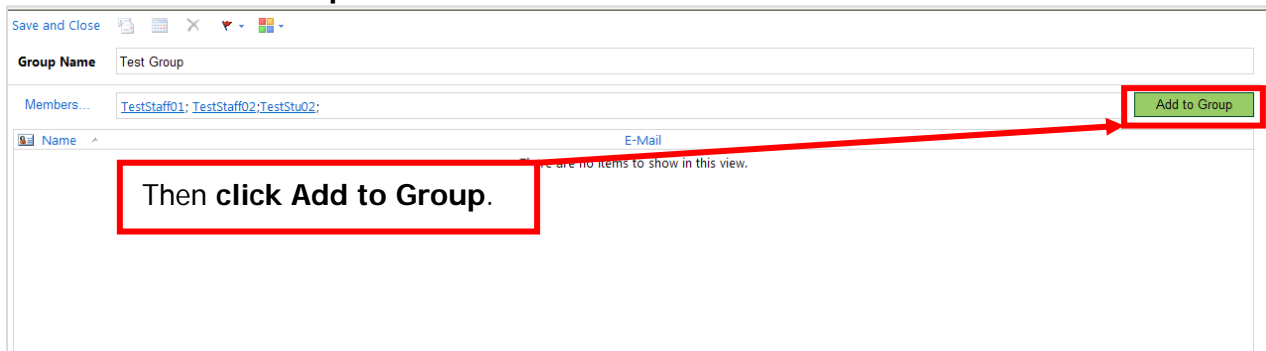 Save and Close
Group Name Test Group
Members... TestStaff01; TestStaff02;TestStu02; Add to Group
Name E-Mail
are no items to show in this view.
Then click Add to Group.